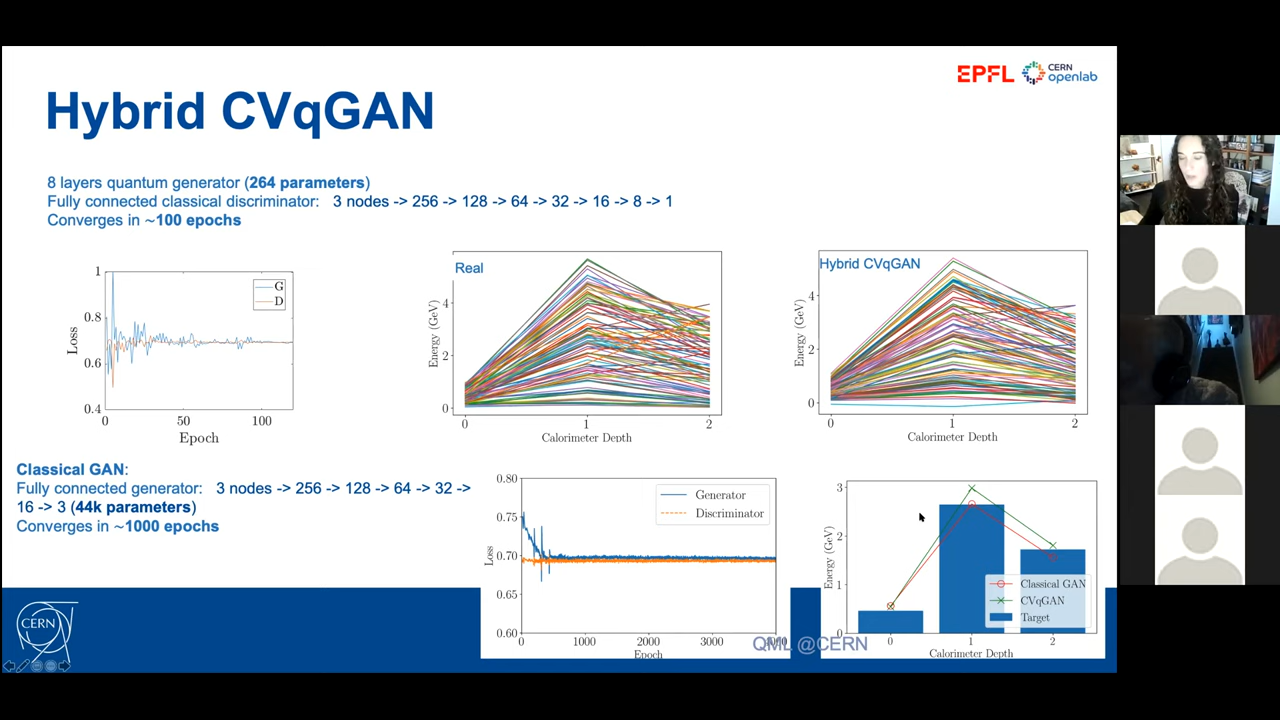 EPFL
CERN
openlab
Hybrid CVqGAN
8 layers quantum generator (264 parameters)
Fully connected classical discriminator: 3 nodes -> 256 -> 128 -> 64 -> 32 -> 16 -> 8 -> 1
Converges in ~100 epochs
1
0.8
0.6
0.4
0
50
100
Loss
Epoch
G
D
Real
4
2
0
0
1
2
Energy (GeV)
Calorimeter Depth
Hybrid CVqGAN
4
2
0
0
1
2
Energy (GeV)
Calorimeter Depth
Classical GAN:
Fully connected generator: 3 nodes -> 256 -> 128 -> 64 -> 32 ->
16 -> 3 (44k parameters)
Converges in ~1000 epochs
0.80
0.75
0.70
0.65
0.60
0
1000
2000
3000
Loss
Epoch
Generator
Discriminator
3
2
1
0
0
1
2
Energy (GeV)
Calorimeter Depth
Classical GAN
CVqGAN
Target
CERN
QML @CERN